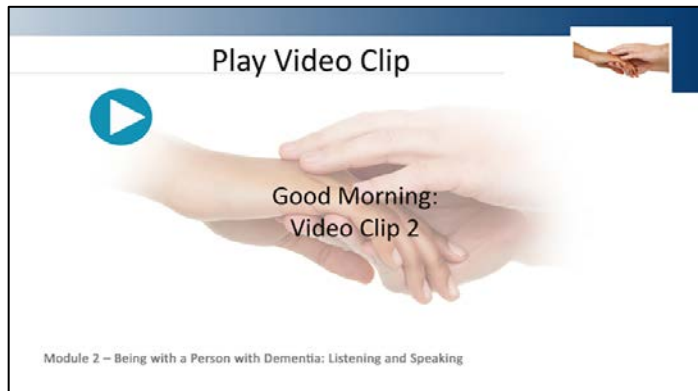 Play Video Clip
Good Morning:
Video Clip 2
Module 2 – Being with a Person with Dementia: Listening and Speaking